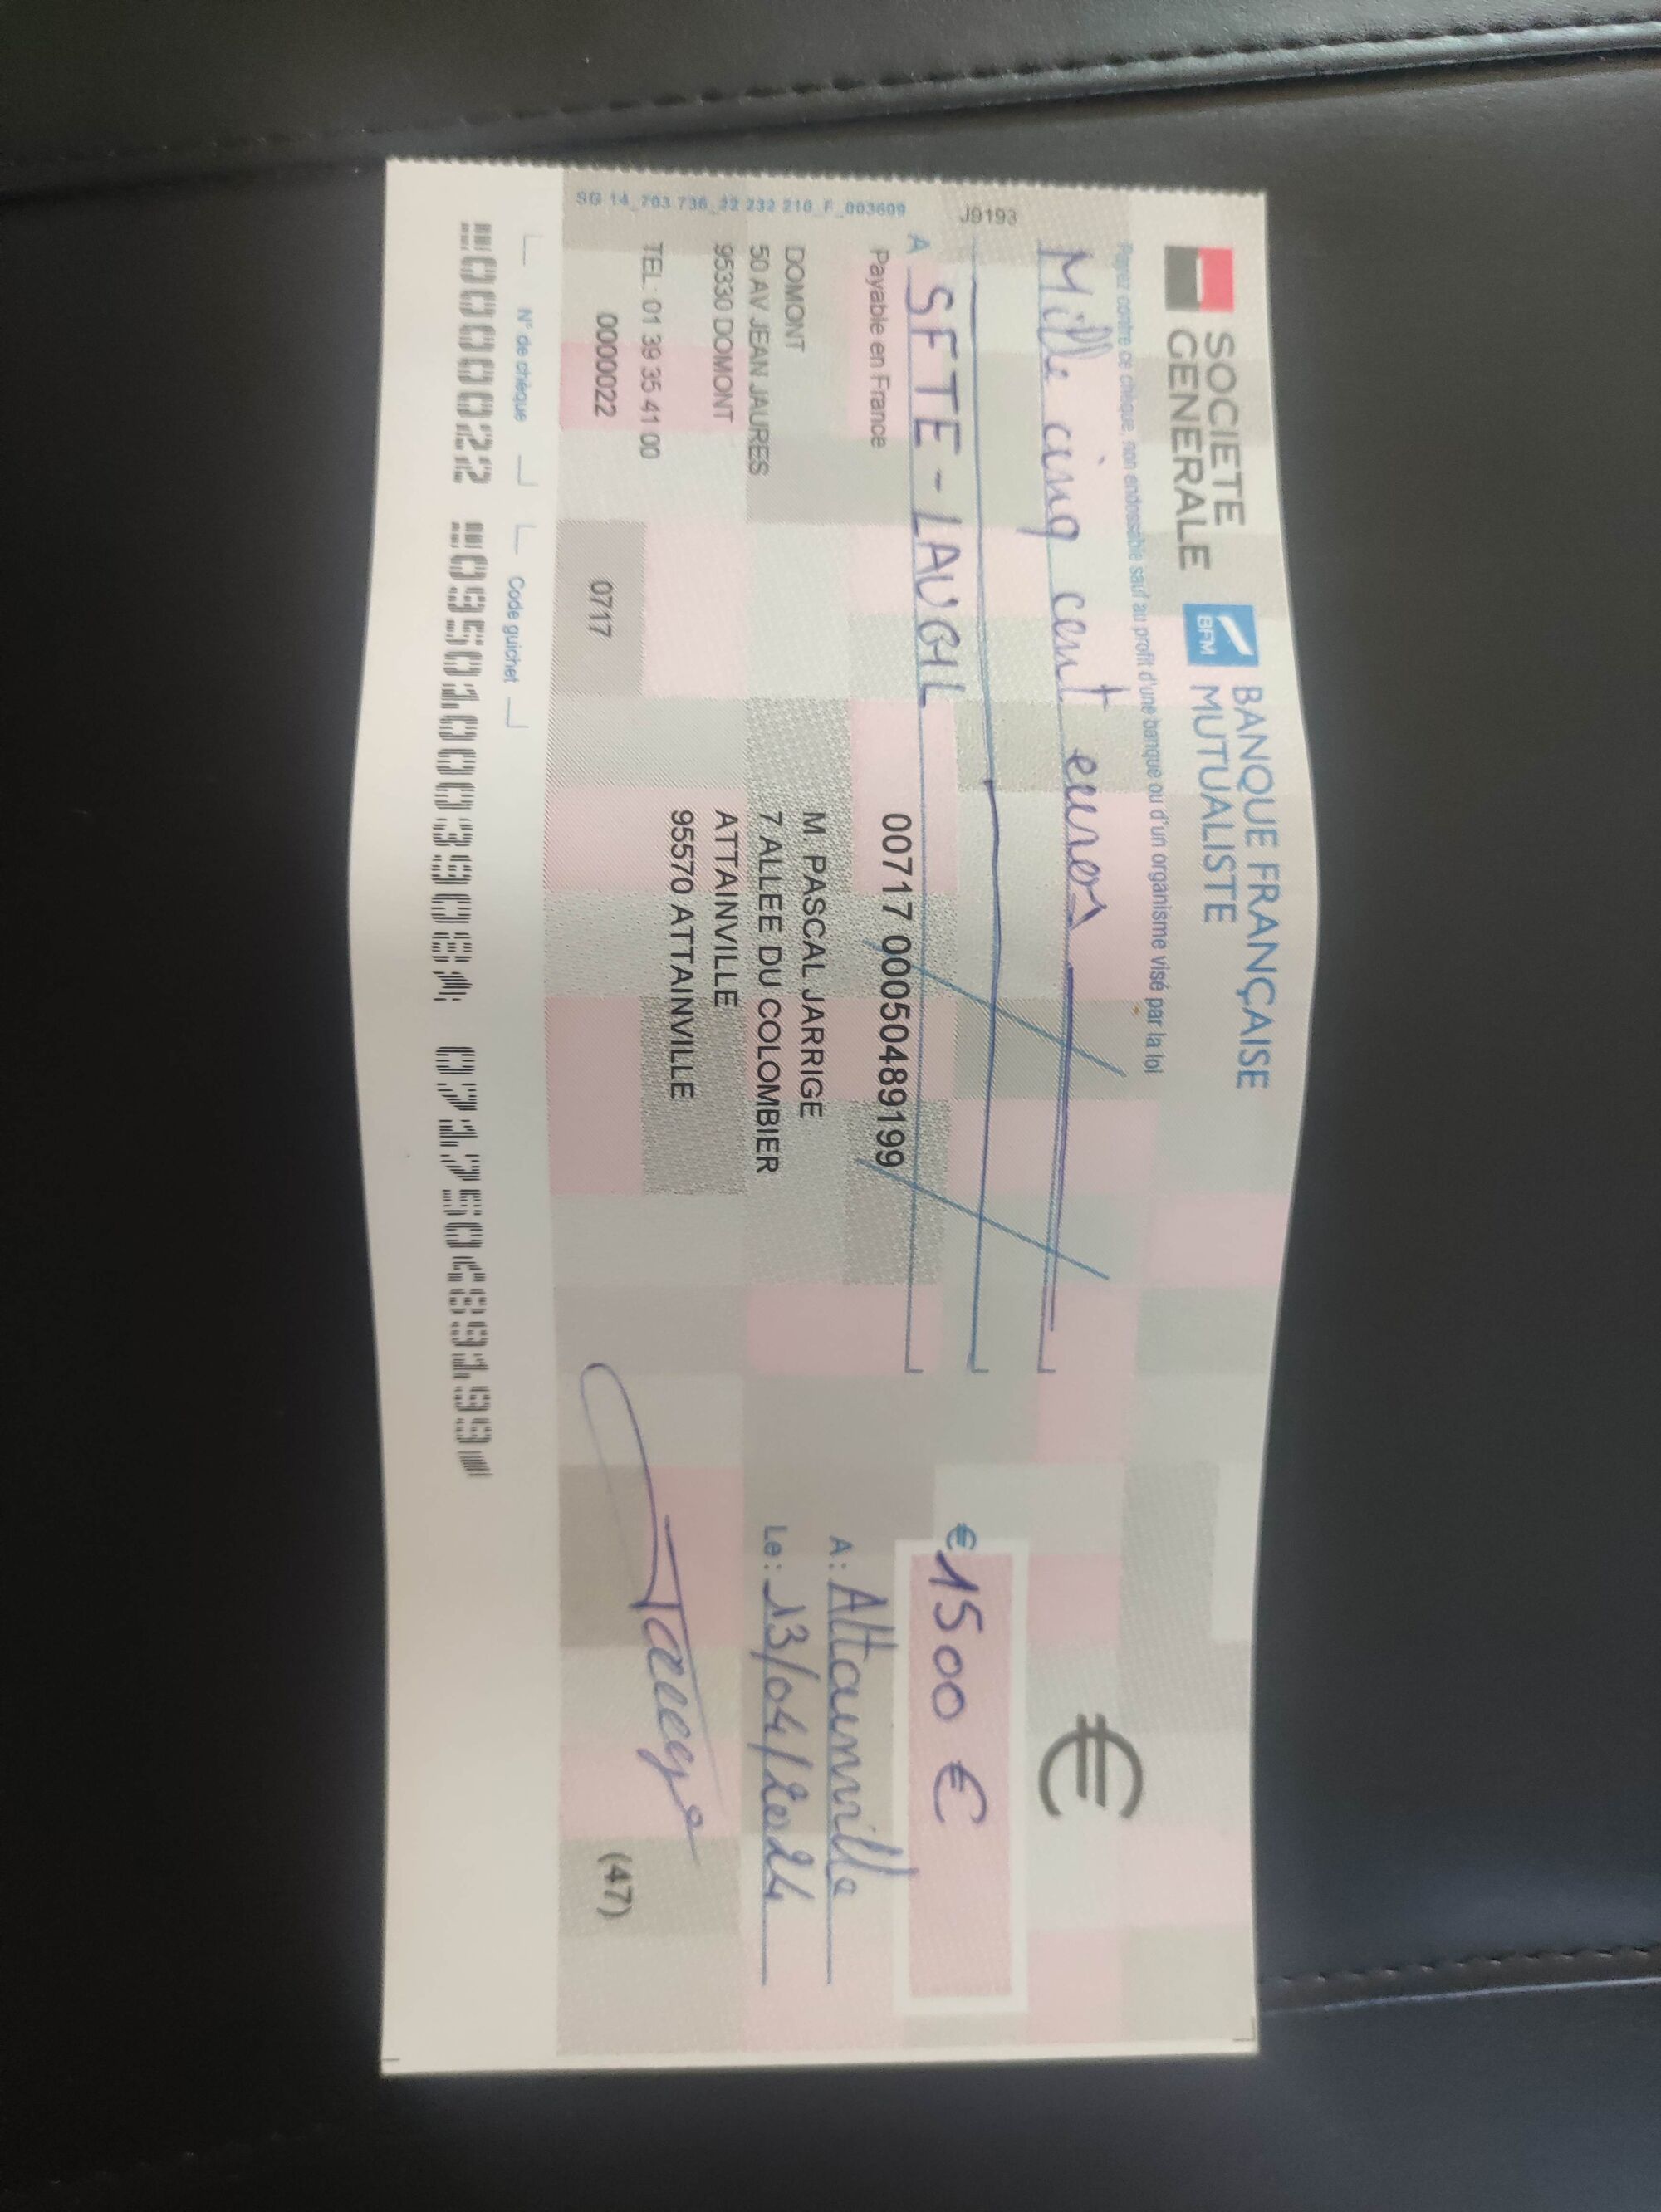 SOCIETE GENERALE
BFM
BANQUE FRANÇAISE MUTUALISTE
€
Payez contre ce chèque, non endossable sauf au profit d'une banque ou d'un organisme visé par la loi
Mille cinq cent euros
J9193
€ 1500 €
A SFTE-LAVGIL
Payable en France
00717 00050489199
A : Attainville
DOMONT
50 AV JEAN JAURES
95330 DOMONT
TEL : 01 39 35 41 00
M. PASCAL JARRIGE
7 ALLEE DU COLOMBIER
ATTAINVILLE
95570 ATTAINVILLE
Le : 13/04/2024
0000022
0717
(47)
SG 14_703 736_22 232 210_F_003609
N° de chèque
Code guichet
0000022 095010003908 071750489199